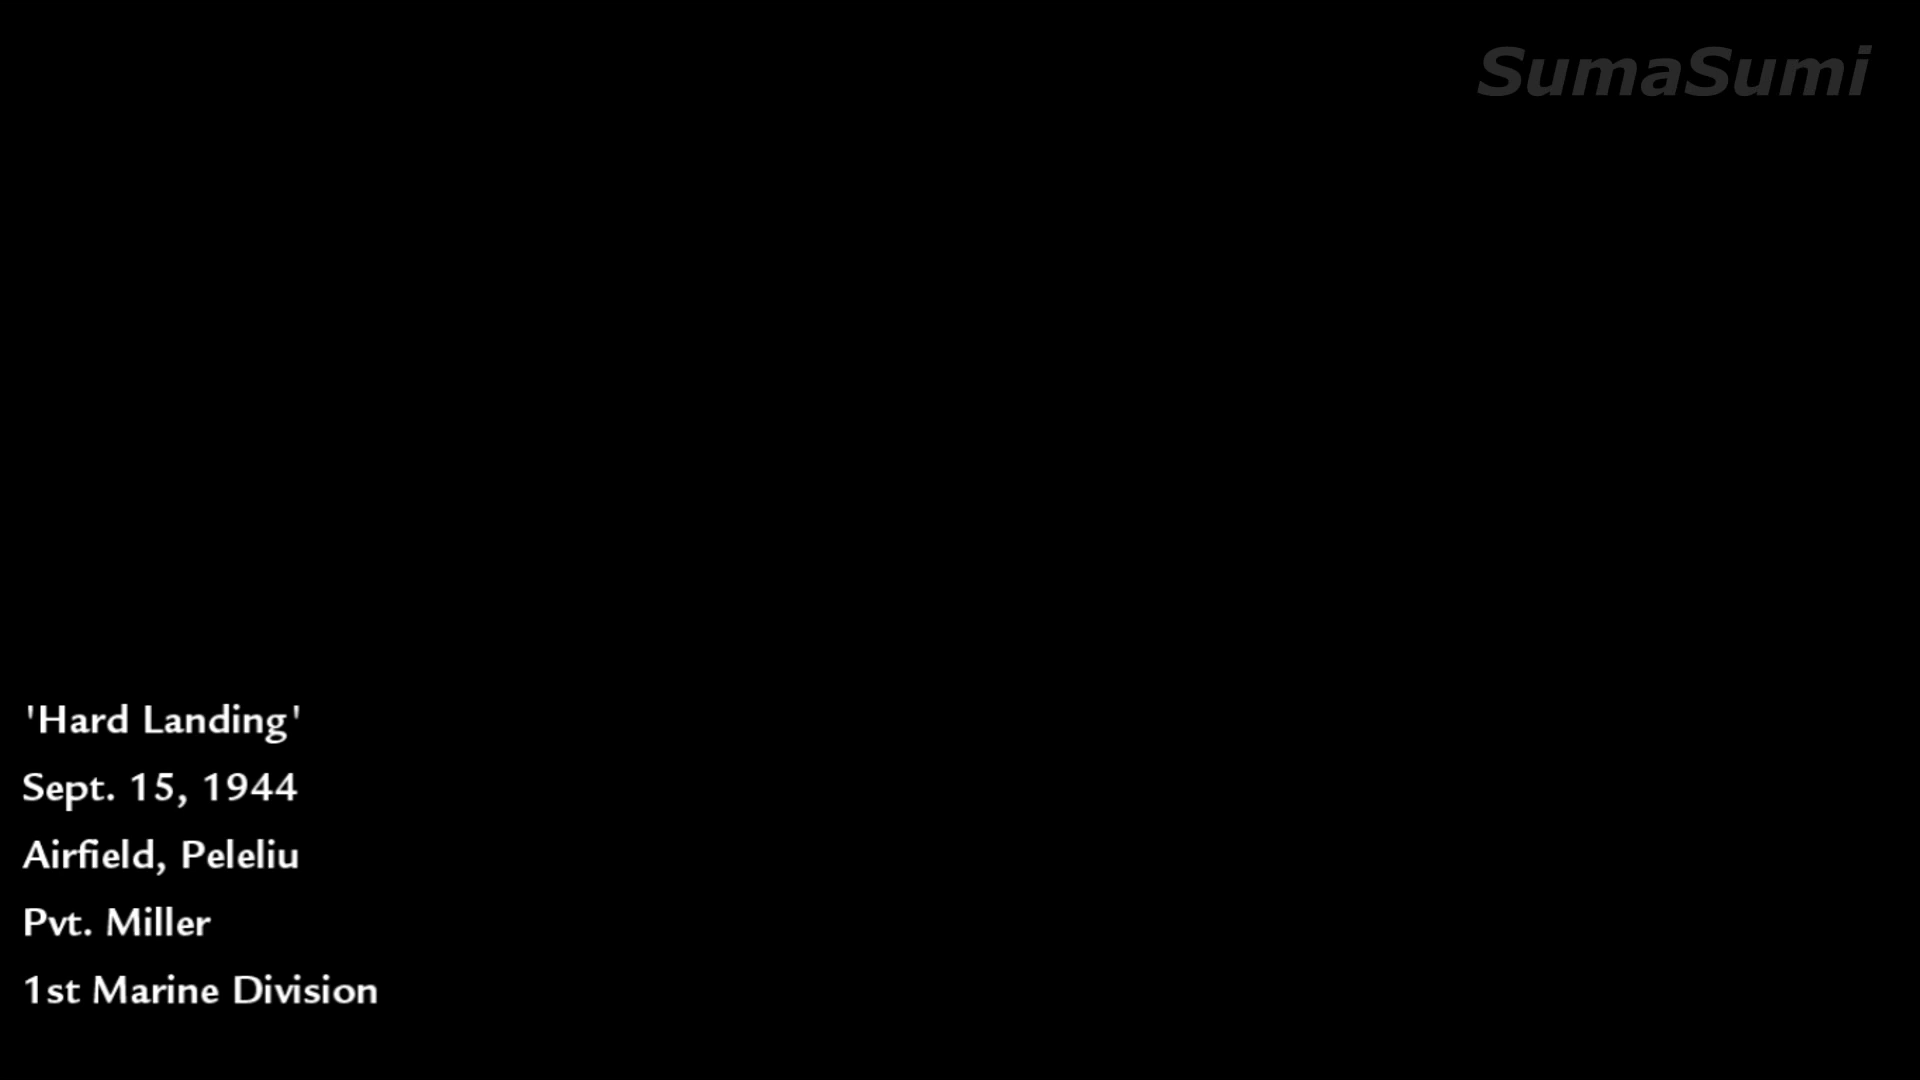 SumaSumi
'Hard Landing'
Sept. 15, 1944
Airfield, Peleliu
Pvt. Miller
1st Marine Division